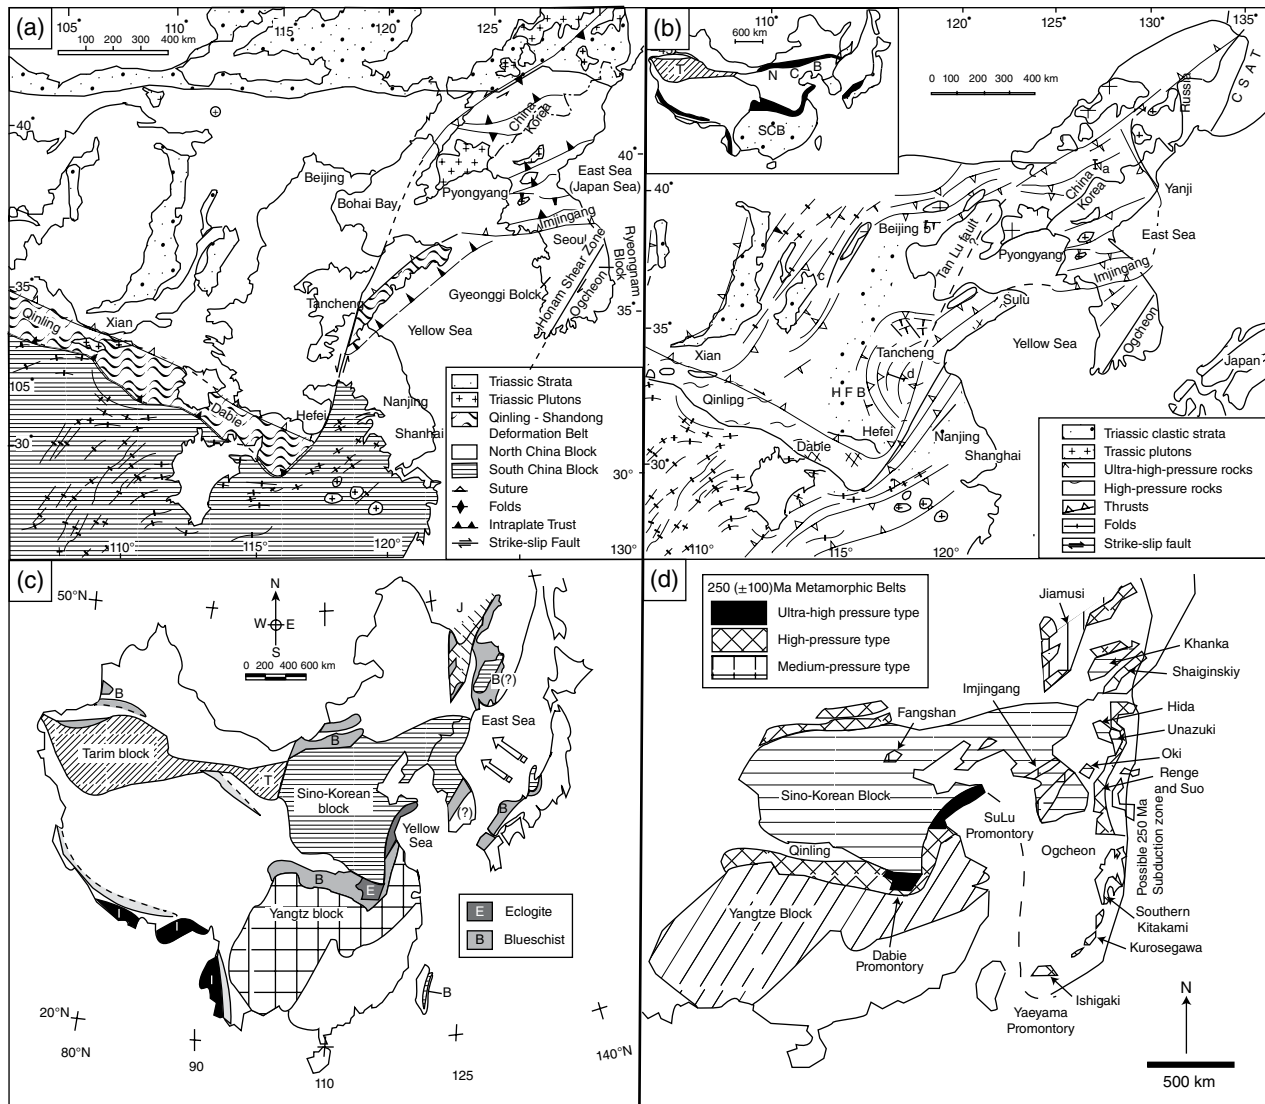 (a)
105°
110°
115°
120°
125°
100 200 300 400 km
40°
Beijing
Bohai Bay
China
Korea
40°
East Sea
(Japan Sea)
Pyongyang
Imjingang
Seoul
Ryeongnam
Block
Honam Shear Zone
Ogcheon
Gyeonggi Bolck
35°
35°
Qinling
Xian
Tancheng
Yellow Sea
105°
Dabie
Hefei
Nanjing
Shanhai
30°
110°
115°
120°
130°
Triassic Strata
Triassic Plutons
Qinling - Shandong
Deformation Belt
North China Block
South China Block
Suture
Folds
Intraplate Trust
Strike-slip Fault
(b)
110°
120°
125°
130°
135°
600 km
T
N C B
SCB
0 100 200 300 400 km
Russia
C S A T
40°
40°
a
China
Korea
Yanji
Beijing
b
Tan Lu fault
?
Pyongyang
East Sea
Imjingang
c
Sulu
35°
35°
Xian
Tancheng
d
Yellow Sea
Ogcheon
Japan
Qinling
H F B
Hefei
Dabie
Nanjing
Shanghai
30°
30°
110°
115°
120°
Triassic clastic strata
Trassic plutons
Ultra-high-pressure rocks
High-pressure rocks
Thrusts
Folds
Strike-slip fault
(c)
50°N
N
W E
S
0 200 400 600 km
J
B
B(?)
East Sea
B
Tarim block
T
Sino-Korean
block
(?)
B
Yellow
Sea
B
E
Yangtz block
I
I
I
B
E Eclogite
B Blueschist
20°N
80°N
90
110
125
140°N
(d)
250 (±100)Ma Metamorphic Belts
Ultra-high pressure type
High-pressure type
Medium-pressure type
Jiamusi
Khanka
Shaiginskiy
Imjingang
Fangshan
Hida
Unazuki
Oki
Renge
and Suo
Sino-Korean Block
SuLu
Promontory
Qinling
Ogcheon
Possible 250 Ma
Subduction zone
Yangtze Block
Southern
Kitakami
Dabie
Promontory
Kurosegawa
Ishigaki
Yaeyama
Promontory
N
500 km